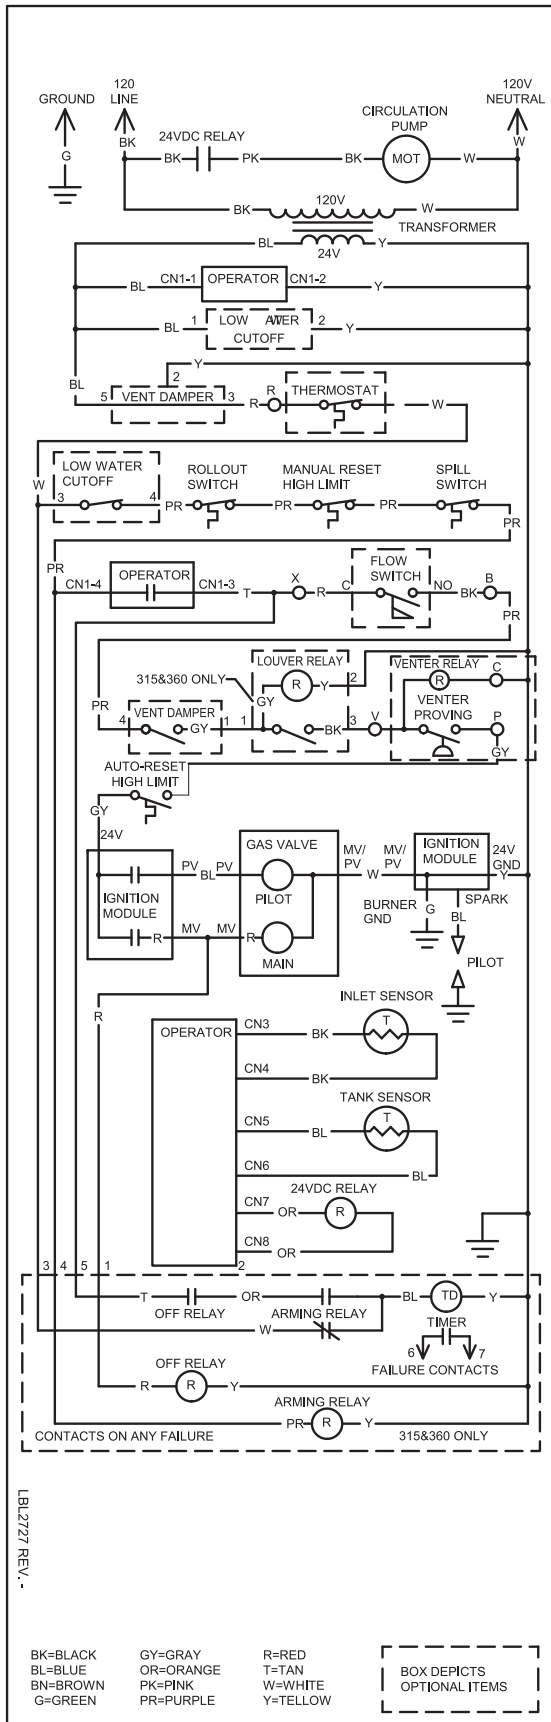 GROUND
120
LINE
120V
NEUTRAL
BK
G
24VDC RELAY
CIRCULATION
PUMP
W
BK
PK
BK
MOT
W
BK
120V
W
TRANSFORMER
BL
24V
Y
BL
CN1-1
OPERATOR
CN1-2
Y
BL
1
LOW WATER
CUTOFF
2
Y
BL
2
Y
5
VENT DAMPER
3
R
R
THERMOSTAT
W
W
LOW WATER
CUTOFF
3
4
PR
ROLLOUT
SWITCH
PR
MANUAL RESET
HIGH LIMIT
PR
SPILL
SWITCH
PR
PR
CN1-4
OPERATOR
CN1-3
T
X
R
C
FLOW
SWITCH
NO
BK
B
PR
315&360 ONLY
LOUVER RELAY
R
Y
2
GY
VENTER RELAY
R
C
PR
4
VENT DAMPER
GY
1
1
BK
3
V
VENTER
PROVING
P
GY
AUTO-RESET
HIGH LIMIT
GY
24V
IGNITION
MODULE
PV
BL
PV
R
MV
MV
R
GAS VALVE
PILOT
MAIN
MV/
PV
W
MV/
PV
IGNITION
MODULE
24V
GND
Y
BURNER
GND
G
BL
SPARK
PILOT
R
OPERATOR
CN3
BK
INLET SENSOR
T
CN4
BK
CN5
BL
TANK SENSOR
T
CN6
BL
CN7
OR
24VDC RELAY
R
CN8
OR
3
4
5
1
2
T
OFF RELAY
OR
ARMING RELAY
BL
TD
Y
TIMER
W
6
7
FAILURE CONTACTS
OFF RELAY
R
R
Y
ARMING RELAY
PR
R
Y
CONTACTS ON ANY FAILURE
315&360 ONLY
LBL2727 REV. -
BK=BLACK
GY=GRAY
R=RED
BL=BLUE
OR=ORANGE
T=TAN
BN=BROWN
PK=PINK
W=WHITE
G=GREEN
PR=PURPLE
Y=TELLOW
BOX DEPICTS
OPTIONAL ITEMS